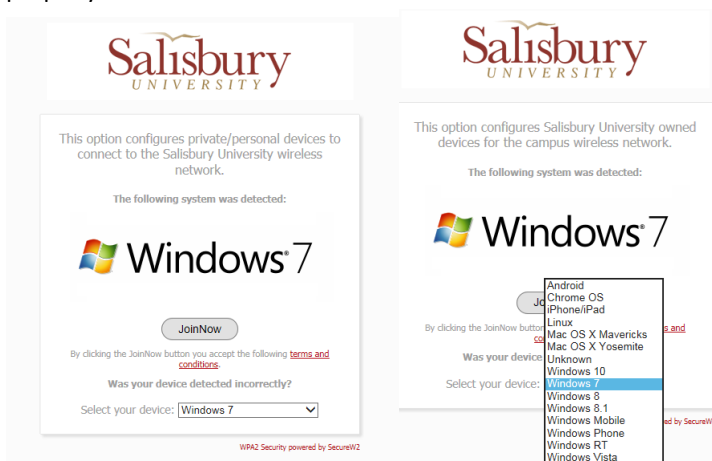 Salisbury
UNIVERSITY
This option configures private/personal devices to
connect to the Salisbury University wireless
network.
The following system was detected:
Windows 7
JoinNow
By clicking the JoinNow button you accept the following terms and
conditions.
Was your device detected incorrectly?
Select your device: Windows 7
WPA2 Security powered by SecureW2
Salisbury
UNIVERSITY
This option configures Salisbury University owned
devices for the campus wireless network.
The following system was detected:
Windows 7
By clicking the JoinNow button
s and
Was your device
Select your device:
Android
Chrome OS
iPhone/iPad
Linux
Mac OS X Mavericks
Mac OS X Yosemite
Unknown
Windows 10
Windows 7
Windows 8
Windows 8.1
Windows Mobile
Windows Phone
Windows RT
Windows Vista
ed by SecureW